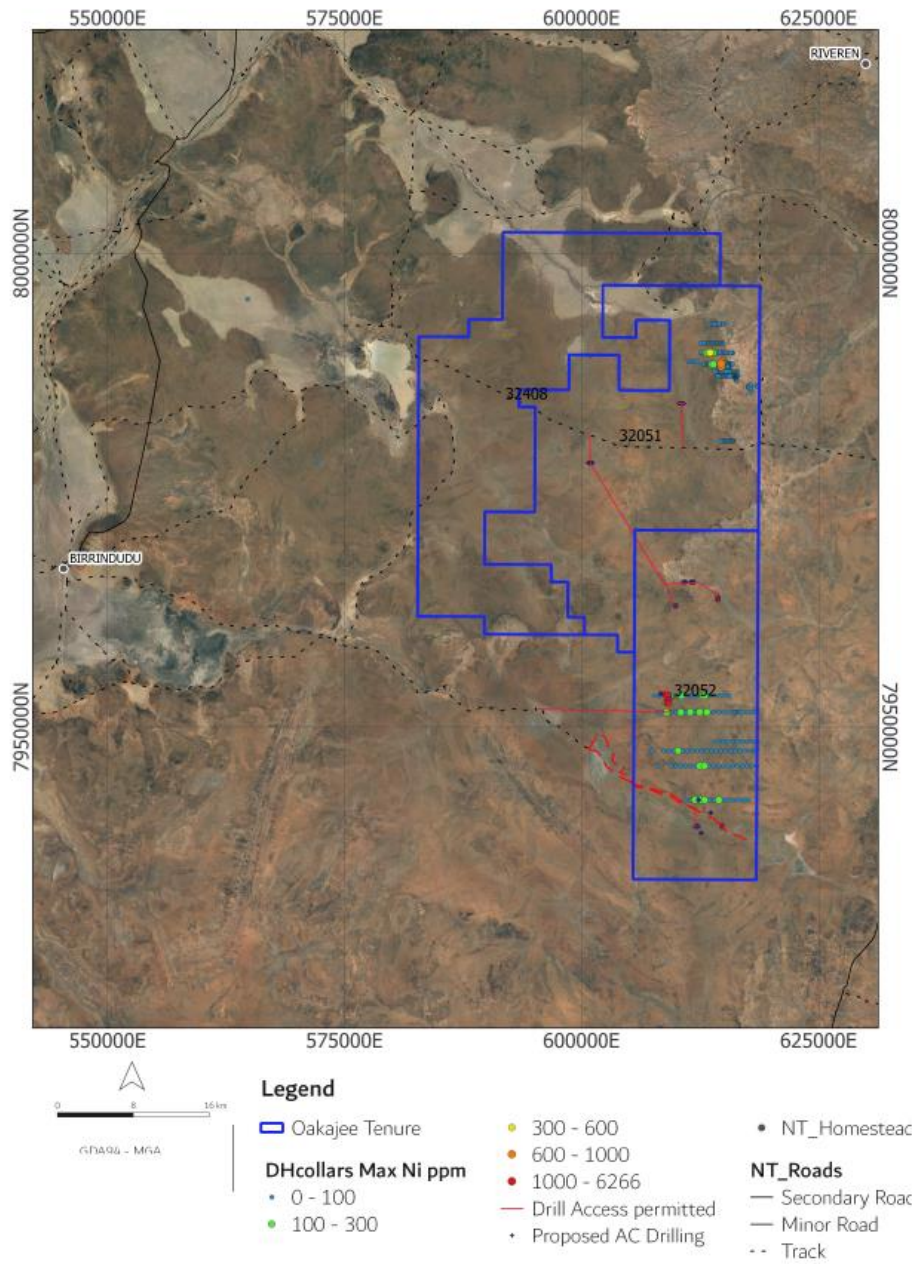 550000E 575000E 600000E 625000E
RIVEREN
8000000N 8000000N
32408
32051
BIRRINDUDU
32052
7950000N 7950000N
550000E 575000E 600000E 625000E
Legend
0 8 16 km
Oakajee Tenure
GDA94 - MGA
DHcollars Max Ni ppm
0 - 100
100 - 300
300 - 600
600 - 1000
1000 - 6266
Drill Access permitted
Proposed AC Drilling
NT_Homestead
NT_Roads
Secondary Road
Minor Road
Track